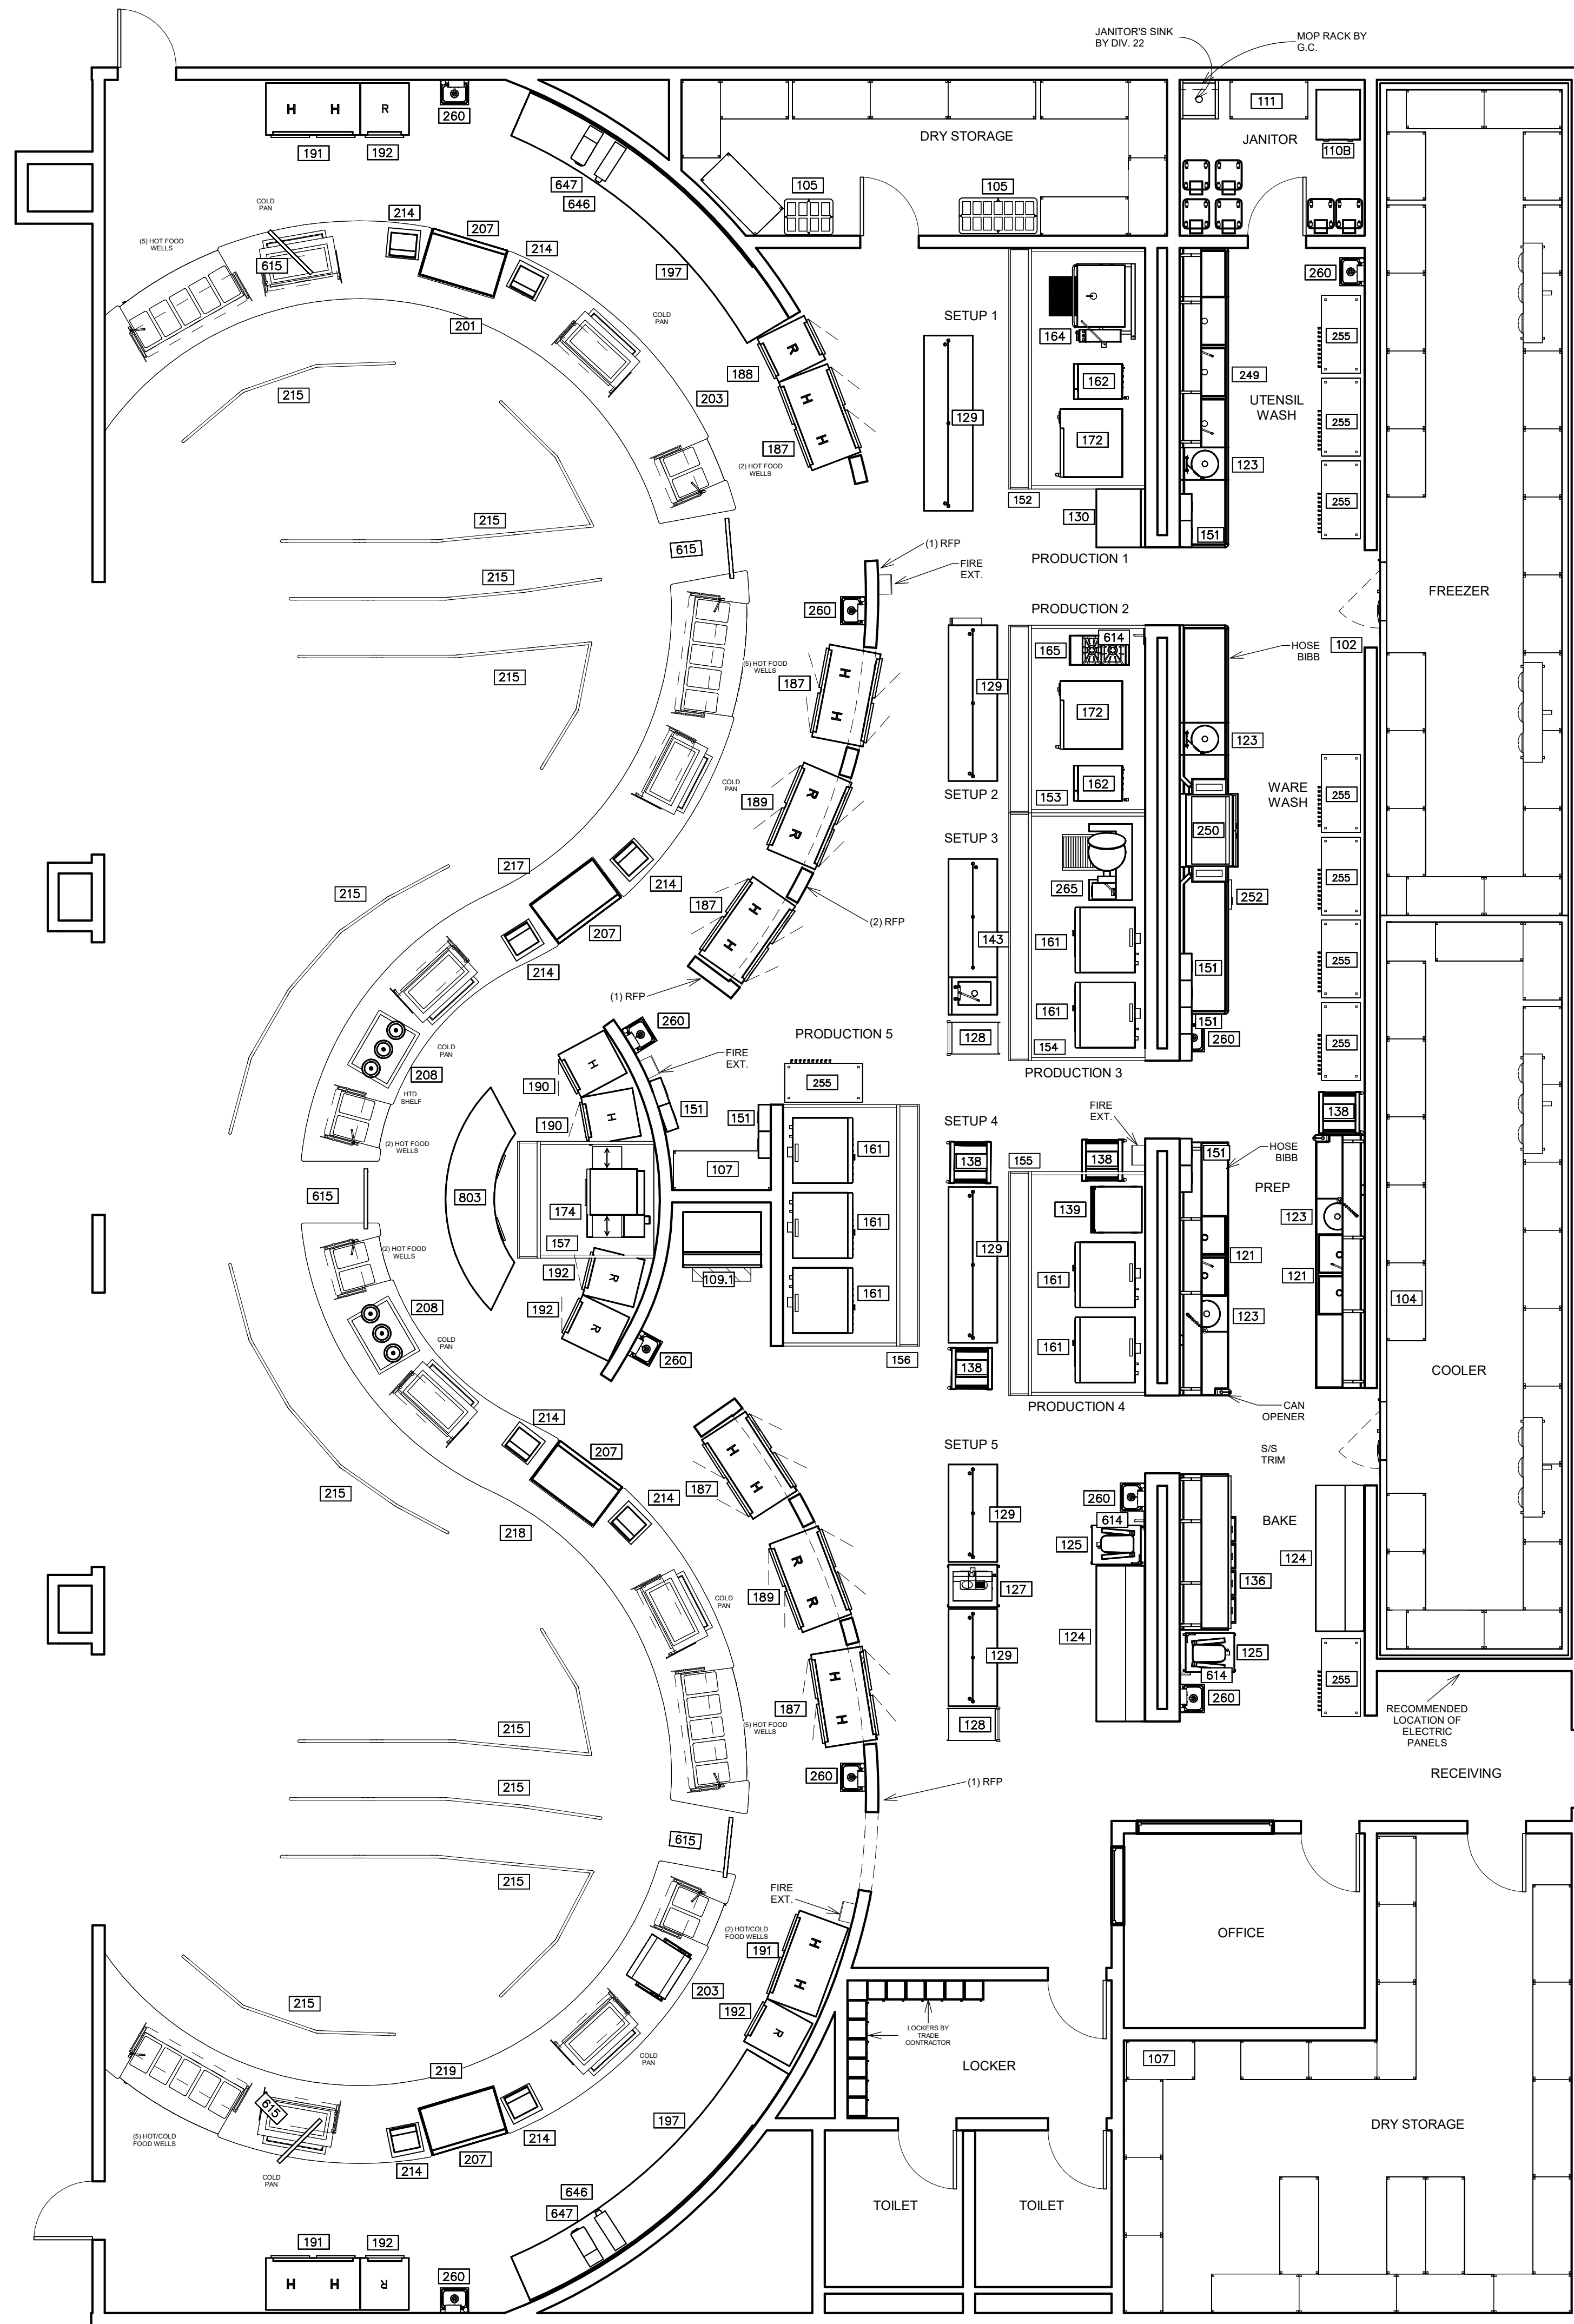 JANITOR'S SINK
BY DIV. 22
MOP RACK BY
G.C.
H H R
260
191
192
DRY STORAGE
111
JANITOR
110B
647
646
105
105
COLD
PAN
214
207
214
(5) HOT FOOD
WELLS
615
197
260
201
COLD
PAN
SETUP 1
164
255
R
188
162
249
215
203
UTENSIL
WASH
129
255
H H
187
172
(2) HOT FOOD
WELLS
123
255
152
130
215
151
615
(1) RFP
PRODUCTION 1
FIRE
EXT.
215
FREEZER
260
PRODUCTION 2
614
165
HOSE
BIBB
102
(5) HOT FOOD
WELLS
215
187
H H
129
172
123
COLD
PAN
162
189
R R
SETUP 2
153
WARE
WASH
255
250
SETUP 3
217
215
214
255
265
252
187
H H
207
(2) RFP
143
161
255
214
151
(1) RFP
161
151
260
PRODUCTION 5
128
154
260
255
COLD
PAN
FIRE
EXT.
PRODUCTION 3
208
H
190
255
HTD.
SHELF
151
151
SETUP 4
FIRE
EXT.
138
H
190
(2) HOT FOOD
WELLS
161
138
155
138
151
HOSE
BIBB
107
PREP
615
803
174
139
123
161
129
157
(2) HOT FOOD
WELLS
121
121
192
R
109.1
161
161
104
208
192
R
123
COLD
PAN
260
161
156
138
COOLER
PRODUCTION 4
CAN
OPENER
214
SETUP 5
S/S
TRIM
207
H H
187
215
214
260
129
614
BAKE
218
125
124
R R
189
127
136
COLD
PAN
124
129
125
H H
187
614
255
260
215
(5) HOT FOOD
WELLS
128
RECOMMENDED
LOCATION OF
ELECTRIC
PANELS
260
(1) RFP
RECEIVING
215
615
215
FIRE
EXT.
(2) HOT/COLD
FOOD WELLS
OFFICE
191
H H
203
215
192
R
LOCKERS BY
TRADE
CONTRACTOR
COLD
PAN
LOCKER
107
219
615
197
DRY STORAGE
(5) HOT/COLD
FOOD WELLS
214
207
214
COLD
PAN
646
TOILET
TOILET
647
191
192
260
H H R